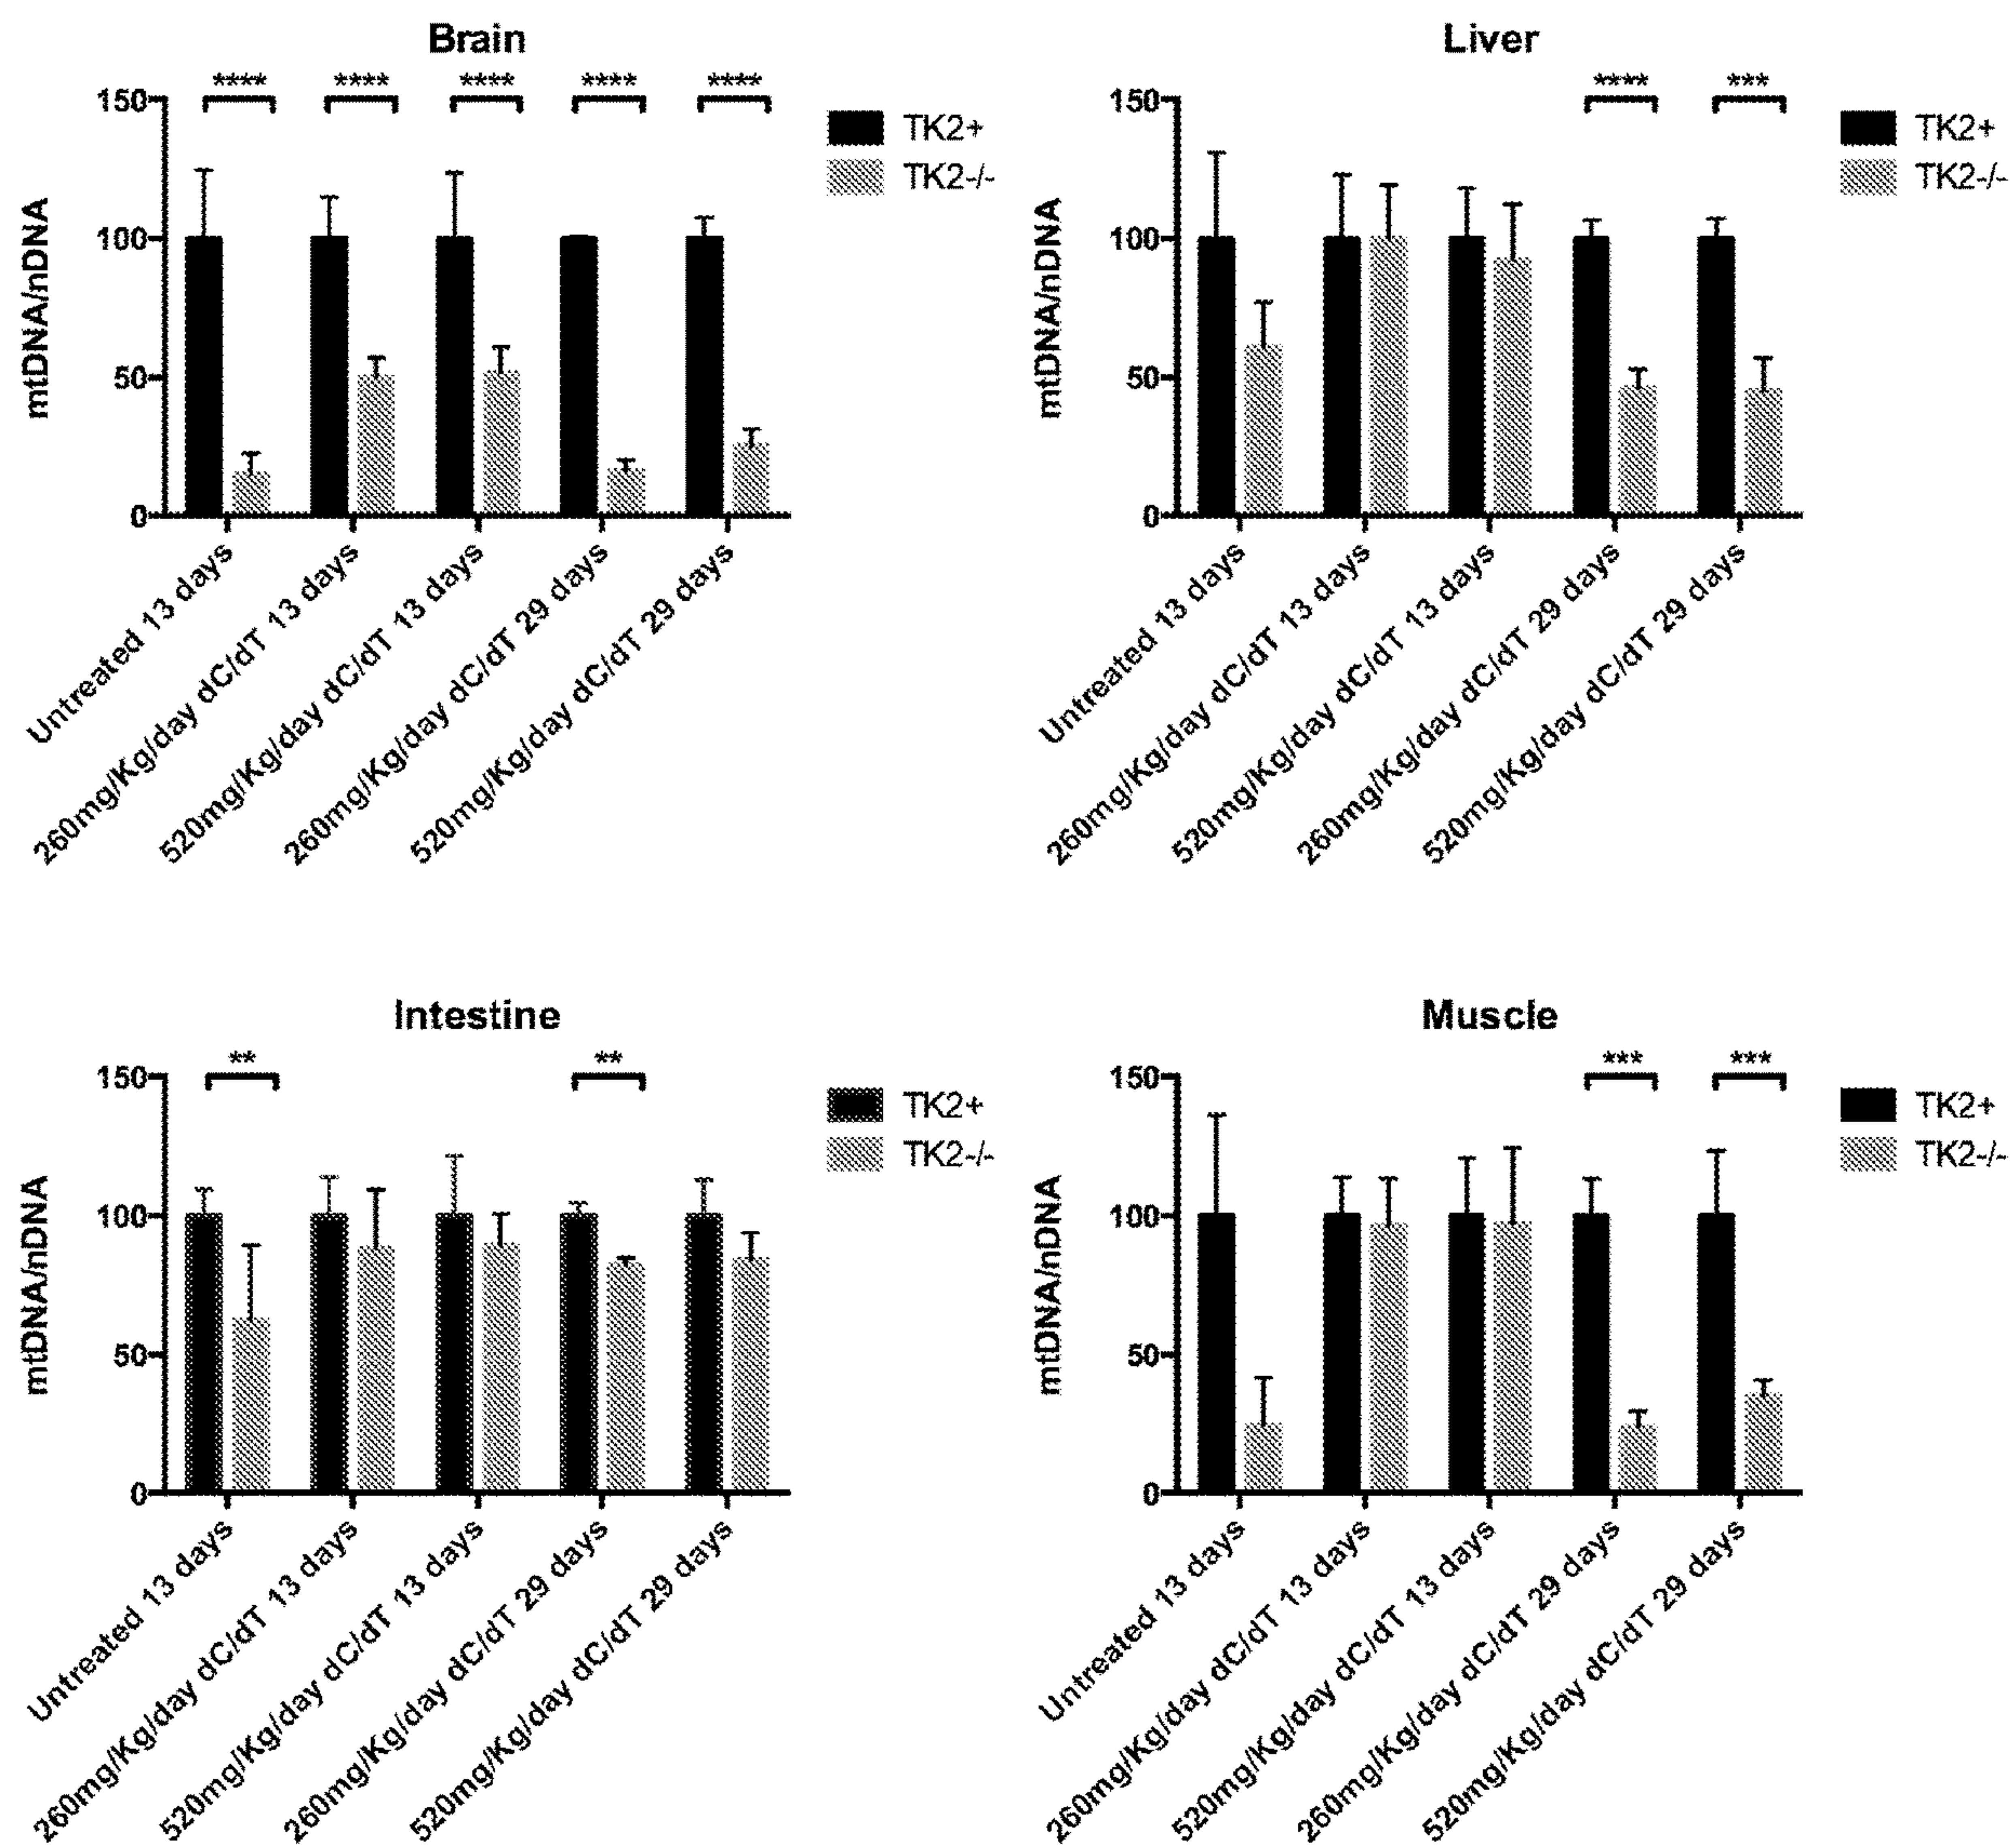 Brain
**** **** **** **** ****
150
100
50
0
mtDNA/nDNA
TK2+
TK2-/-
Untreated 13 days
260mg/Kg/day dC/dT 13 days
520mg/Kg/day dC/dT 13 days
260mg/Kg/day dC/dT 29 days
520mg/Kg/day dC/dT 29 days
Liver
**** ***
150
100
50
0
mtDNA/nDNA
TK2+
TK2-/-
Untreated 13 days
260mg/Kg/day dC/dT 13 days
520mg/Kg/day dC/dT 13 days
260mg/Kg/day dC/dT 29 days
520mg/Kg/day dC/dT 29 days
Intestine
** **
150
100
50
0
mtDNA/nDNA
TK2+
TK2-/-
Untreated 13 days
260mg/Kg/day dC/dT 13 days
520mg/Kg/day dC/dT 13 days
260mg/Kg/day dC/dT 29 days
520mg/Kg/day dC/dT 29 days
Muscle
*** ***
150
100
50
0
mtDNA/nDNA
TK2+
TK2-/-
Untreated 13 days
260mg/Kg/day dC/dT 13 days
520mg/Kg/day dC/dT 13 days
260mg/Kg/day dC/dT 29 days
520mg/Kg/day dC/dT 29 days